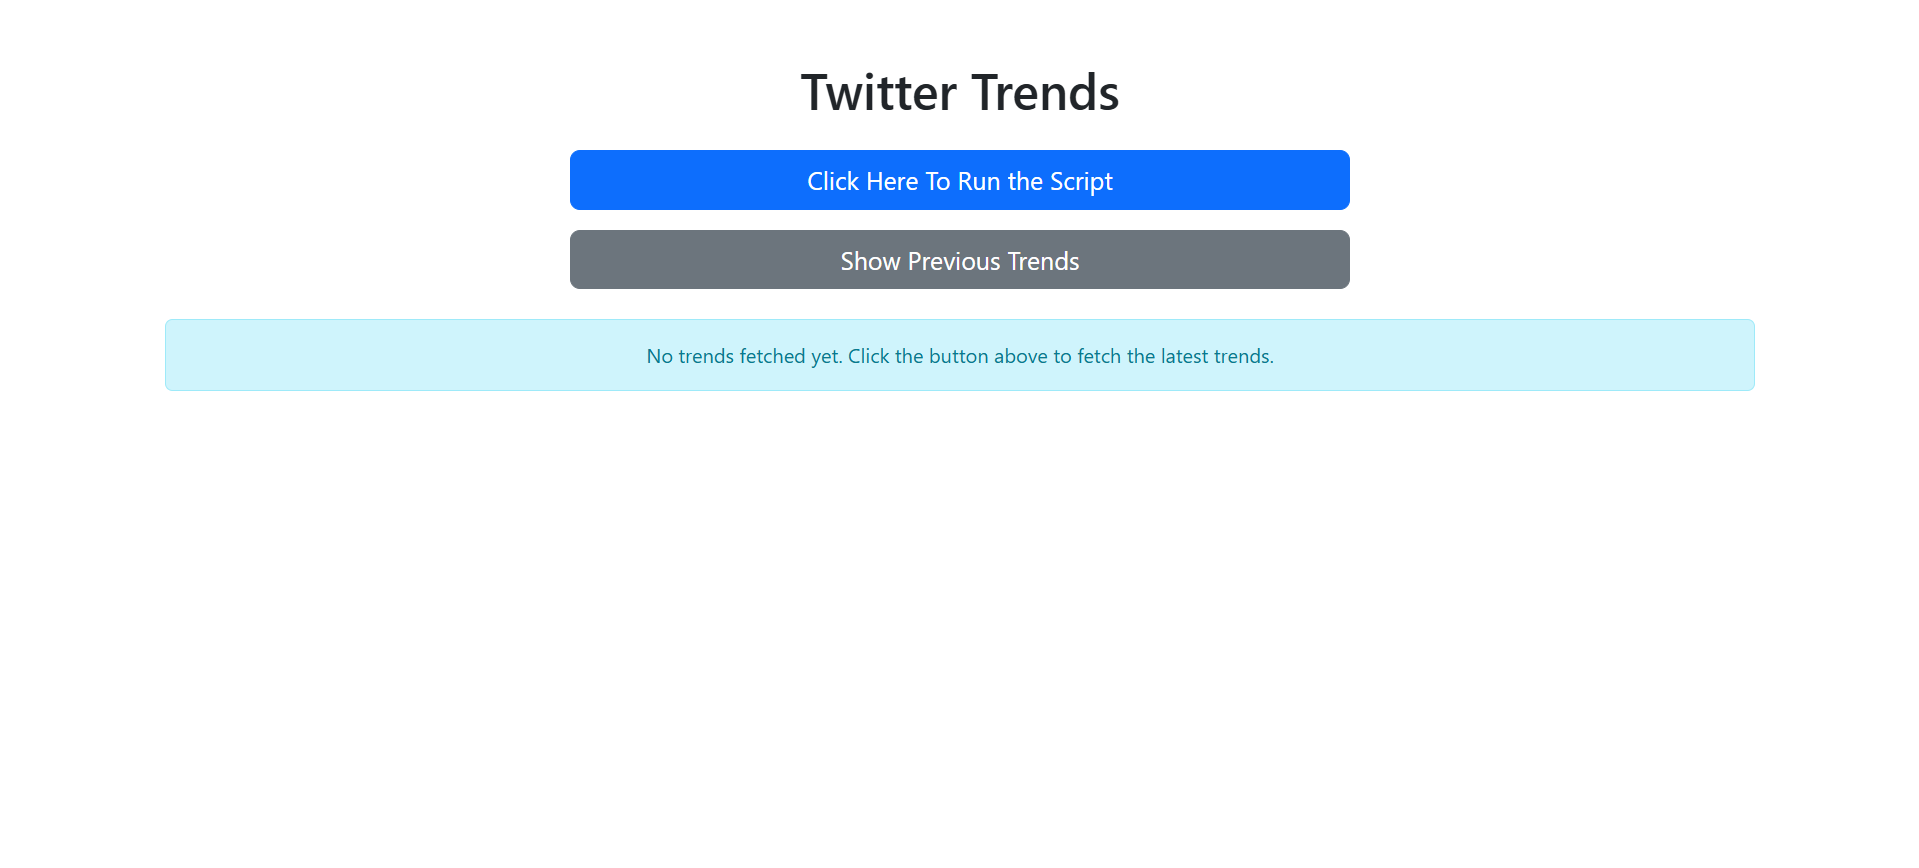 Twitter Trends
Click Here To Run the Script
Show Previous Trends
No trends fetched yet. Click the button above to fetch the latest trends.